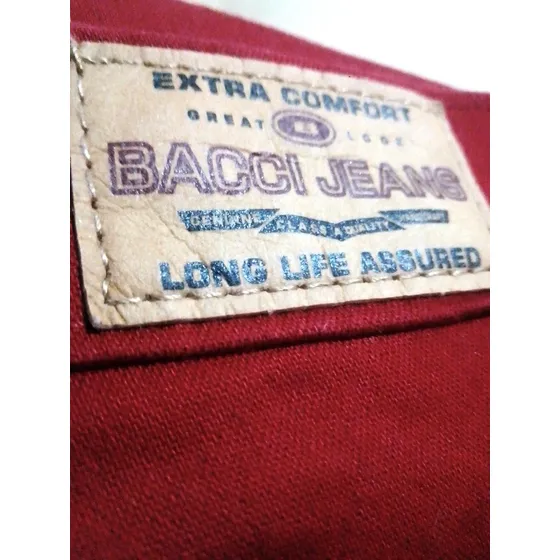 EXTRA COMFORT
GREAT LOOK
BACCI JEANS
GENUINE CLASS A QUALITY
LONG LIFE ASSURED